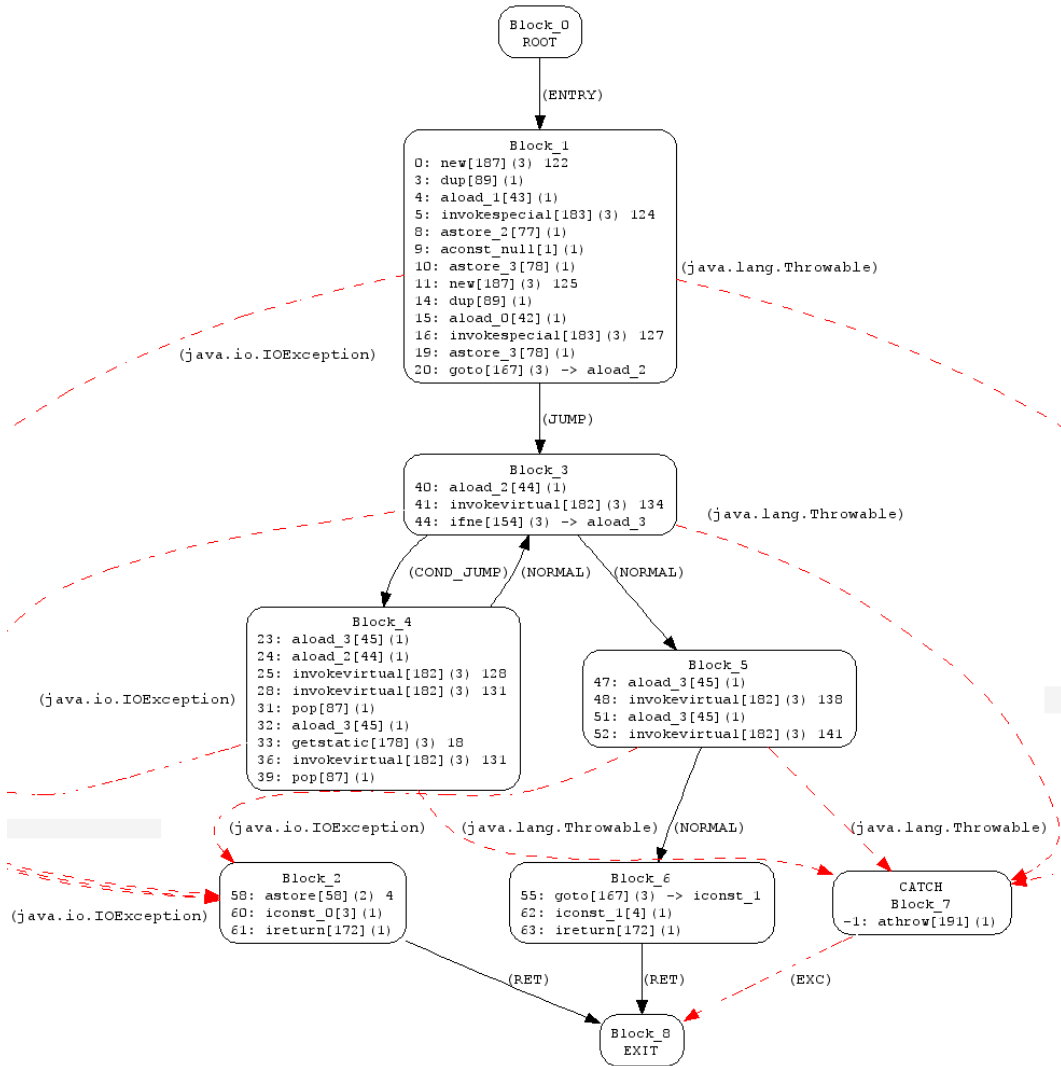 Block_0
ROOT
(ENTRY)
Block_1
0: new[187](3) 122
3: dup[89](1)
4: aload_1[43](1)
5: invokespecial[183](3) 124
8: astore_2[77](1)
9: aconst_null[1](1)
10: astore_3[78](1)
11: new[187](3) 125
14: dup[89](1)
15: aload_0[42](1)
16: invokespecial[183](3) 127
19: astore_3[78](1)
20: goto[167](3) -> aload_2
(java.lang.Throwable)
(java.io.IOException)
(JUMP)
Block_3
40: aload_2[44](1)
41: invokevirtual[182](3) 134
44: ifne[154](3) -> aload_3
(java.lang.Throwable)
(COND_JUMP)
(NORMAL)
(NORMAL)
Block_4
23: aload_3[45](1)
24: aload_2[44](1)
25: invokevirtual[182](3) 128
28: invokevirtual[182](3) 131
31: pop[87](1)
32: aload_3[45](1)
33: getstatic[178](3) 18
36: invokevirtual[182](3) 131
39: pop[87](1)
Block_5
47: aload_3[45](1)
48: invokevirtual[182](3) 138
51: aload_3[45](1)
52: invokevirtual[182](3) 141
(java.io.IOException)
(java.io.IOException)
(java.lang.Throwable)
(NORMAL)
(java.lang.Throwable)
Block_2
58: astore[58](2) 4
60: iconst_0[3](1)
61: ireturn[172](1)
Block_6
55: goto[167](3) -> iconst_1
62: iconst_1[4](1)
63: ireturn[172](1)
CATCH
Block_7
-1: athrow[191](1)
(java.io.IOException)
(RET)
(RET)
(EXC)
Block_8
EXIT